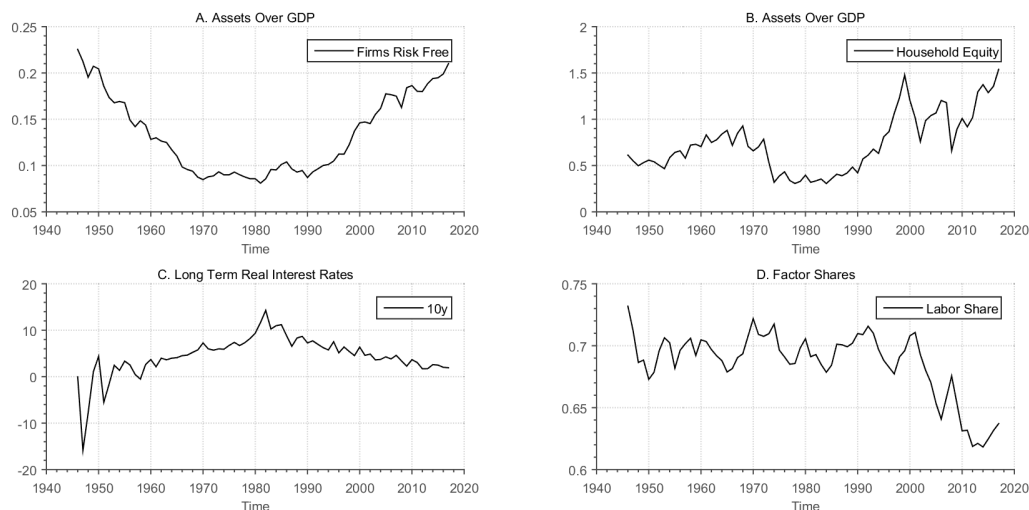 A. Assets Over GDP
0.25
0.2
0.15
0.1
0.05
Firms Risk Free
1940 1950 1960 1970 1980 1990 2000 2010 2020
Time
B. Assets Over GDP
2
1.5
1
0.5
0
Household Equity
1940 1950 1960 1970 1980 1990 2000 2010 2020
Time
C. Long Term Real Interest Rates
20
10
0
-10
-20
10y
1940 1950 1960 1970 1980 1990 2000 2010 2020
Time
D. Factor Shares
0.75
0.7
0.65
0.6
Labor Share
1940 1950 1960 1970 1980 1990 2000 2010 2020
Time